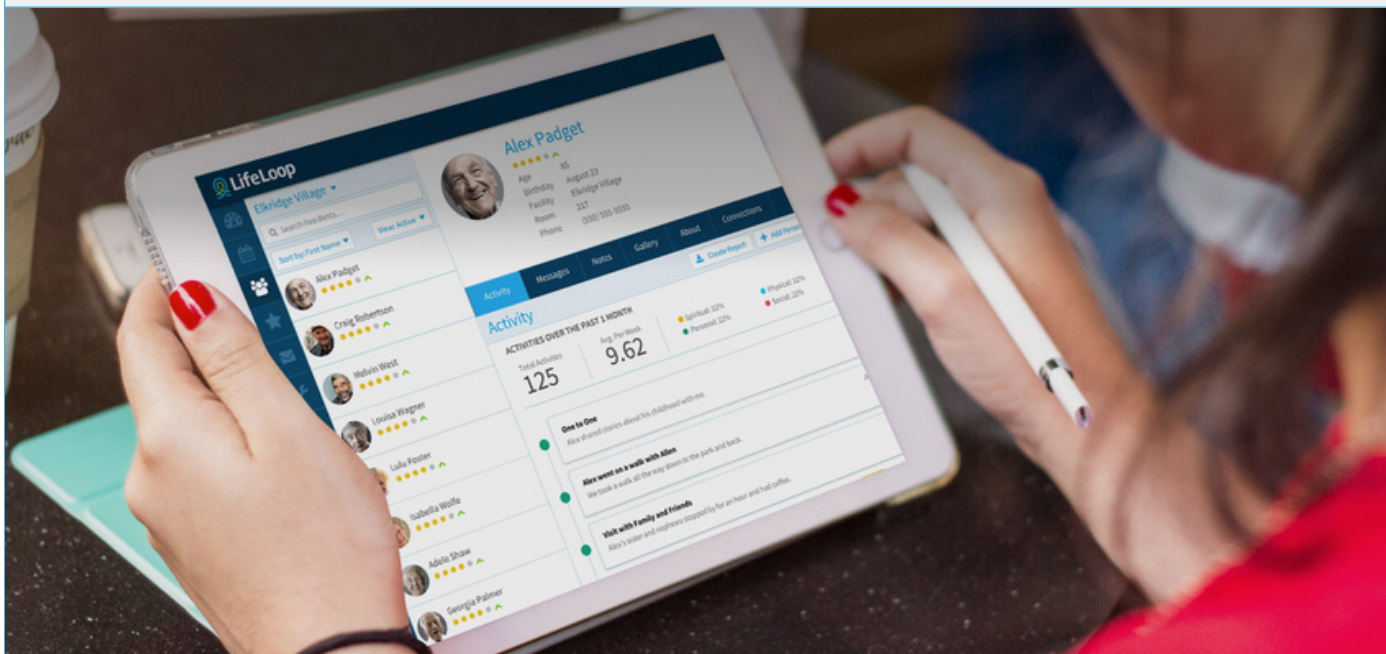 LifeLoop
Elkridge Village
Search Residents...
Sort by: First Name
View: Active
Alex Padget
Craig Robertson
Melvin West
Louisa Wagner
Lulu Foster
Isabella Wolfe
Adele Shaw
Georgia Palmer
Alex Padget
Age 85
Birthday August 23
Facility Elkridge Village
Room 227
Phone (555) 555-5555
Activity Messages Notes Gallery About Connections
Activity
Create Report
ACTIVITIES OVER THE PAST 1 MONTH
Total Activities
125
Avg. Per Week
9.62
Spiritual: 22%
Personal: 22%
Physical: 22%
Social: 22%
One to One
Alex shared stories about his childhood with me.
Alex went on a walk with Allen
We took a walk all the way down to the park and back.
Visit with Family and Friends
Alex's sister and nephews stopped by for an hour and had coffee.